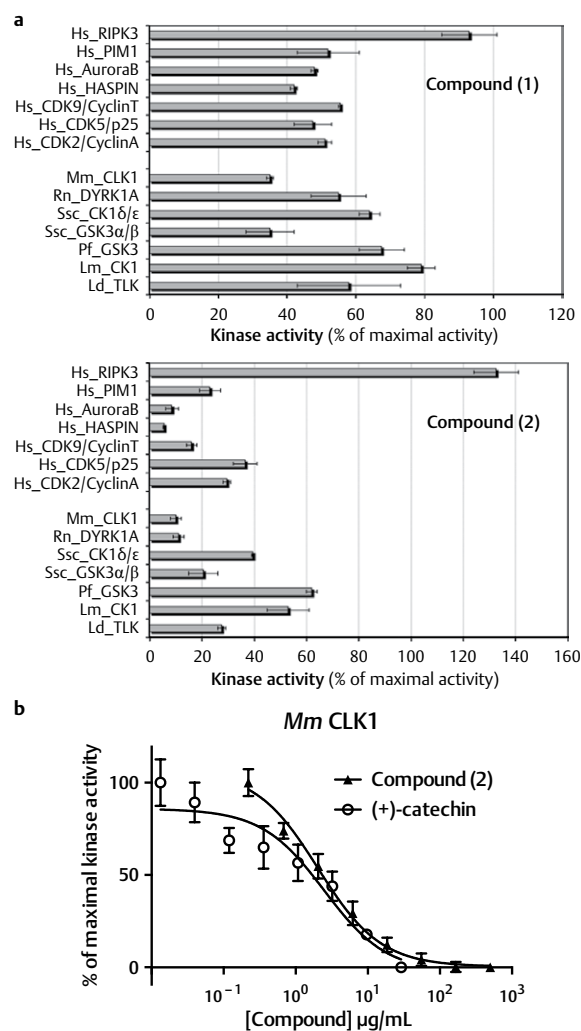 a
Hs_RIPK3
Hs_PIM1
Hs_AuroraB
Hs_HASPIN
Compound (1)
Hs_CDK9/CyclinT
Hs_CDK5/p25
Hs_CDK2/CyclinA
Mm_CLK1
Rn_DYRK1A
Ssc_CK1δ/ε
Ssc_GSK3α/β
Pf_GSK3
Lm_CK1
Ld_TLK
0 20 40 60 80 100 120
Kinase activity (% of maximal activity)
Hs_RIPK3
Hs_PIM1
Hs_AuroraB
Compound (2)
Hs_HASPIN
Hs_CDK9/CyclinT
Hs_CDK5/p25
Hs_CDK2/CyclinA
Mm_CLK1
Rn_DYRK1A
Ssc_CK1δ/ε
Ssc_GSK3α/β
Pf_GSK3
Lm_CK1
Ld_TLK
0 20 40 60 80 100 120 140 160
Kinase activity (% of maximal activity)
b
Mm CLK1
Compound (2)
(+)-catechin
% of maximal kinase activity
100
50
0
10⁻¹ 10⁰ 10¹ 10² 10³
[Compound] µg/mL